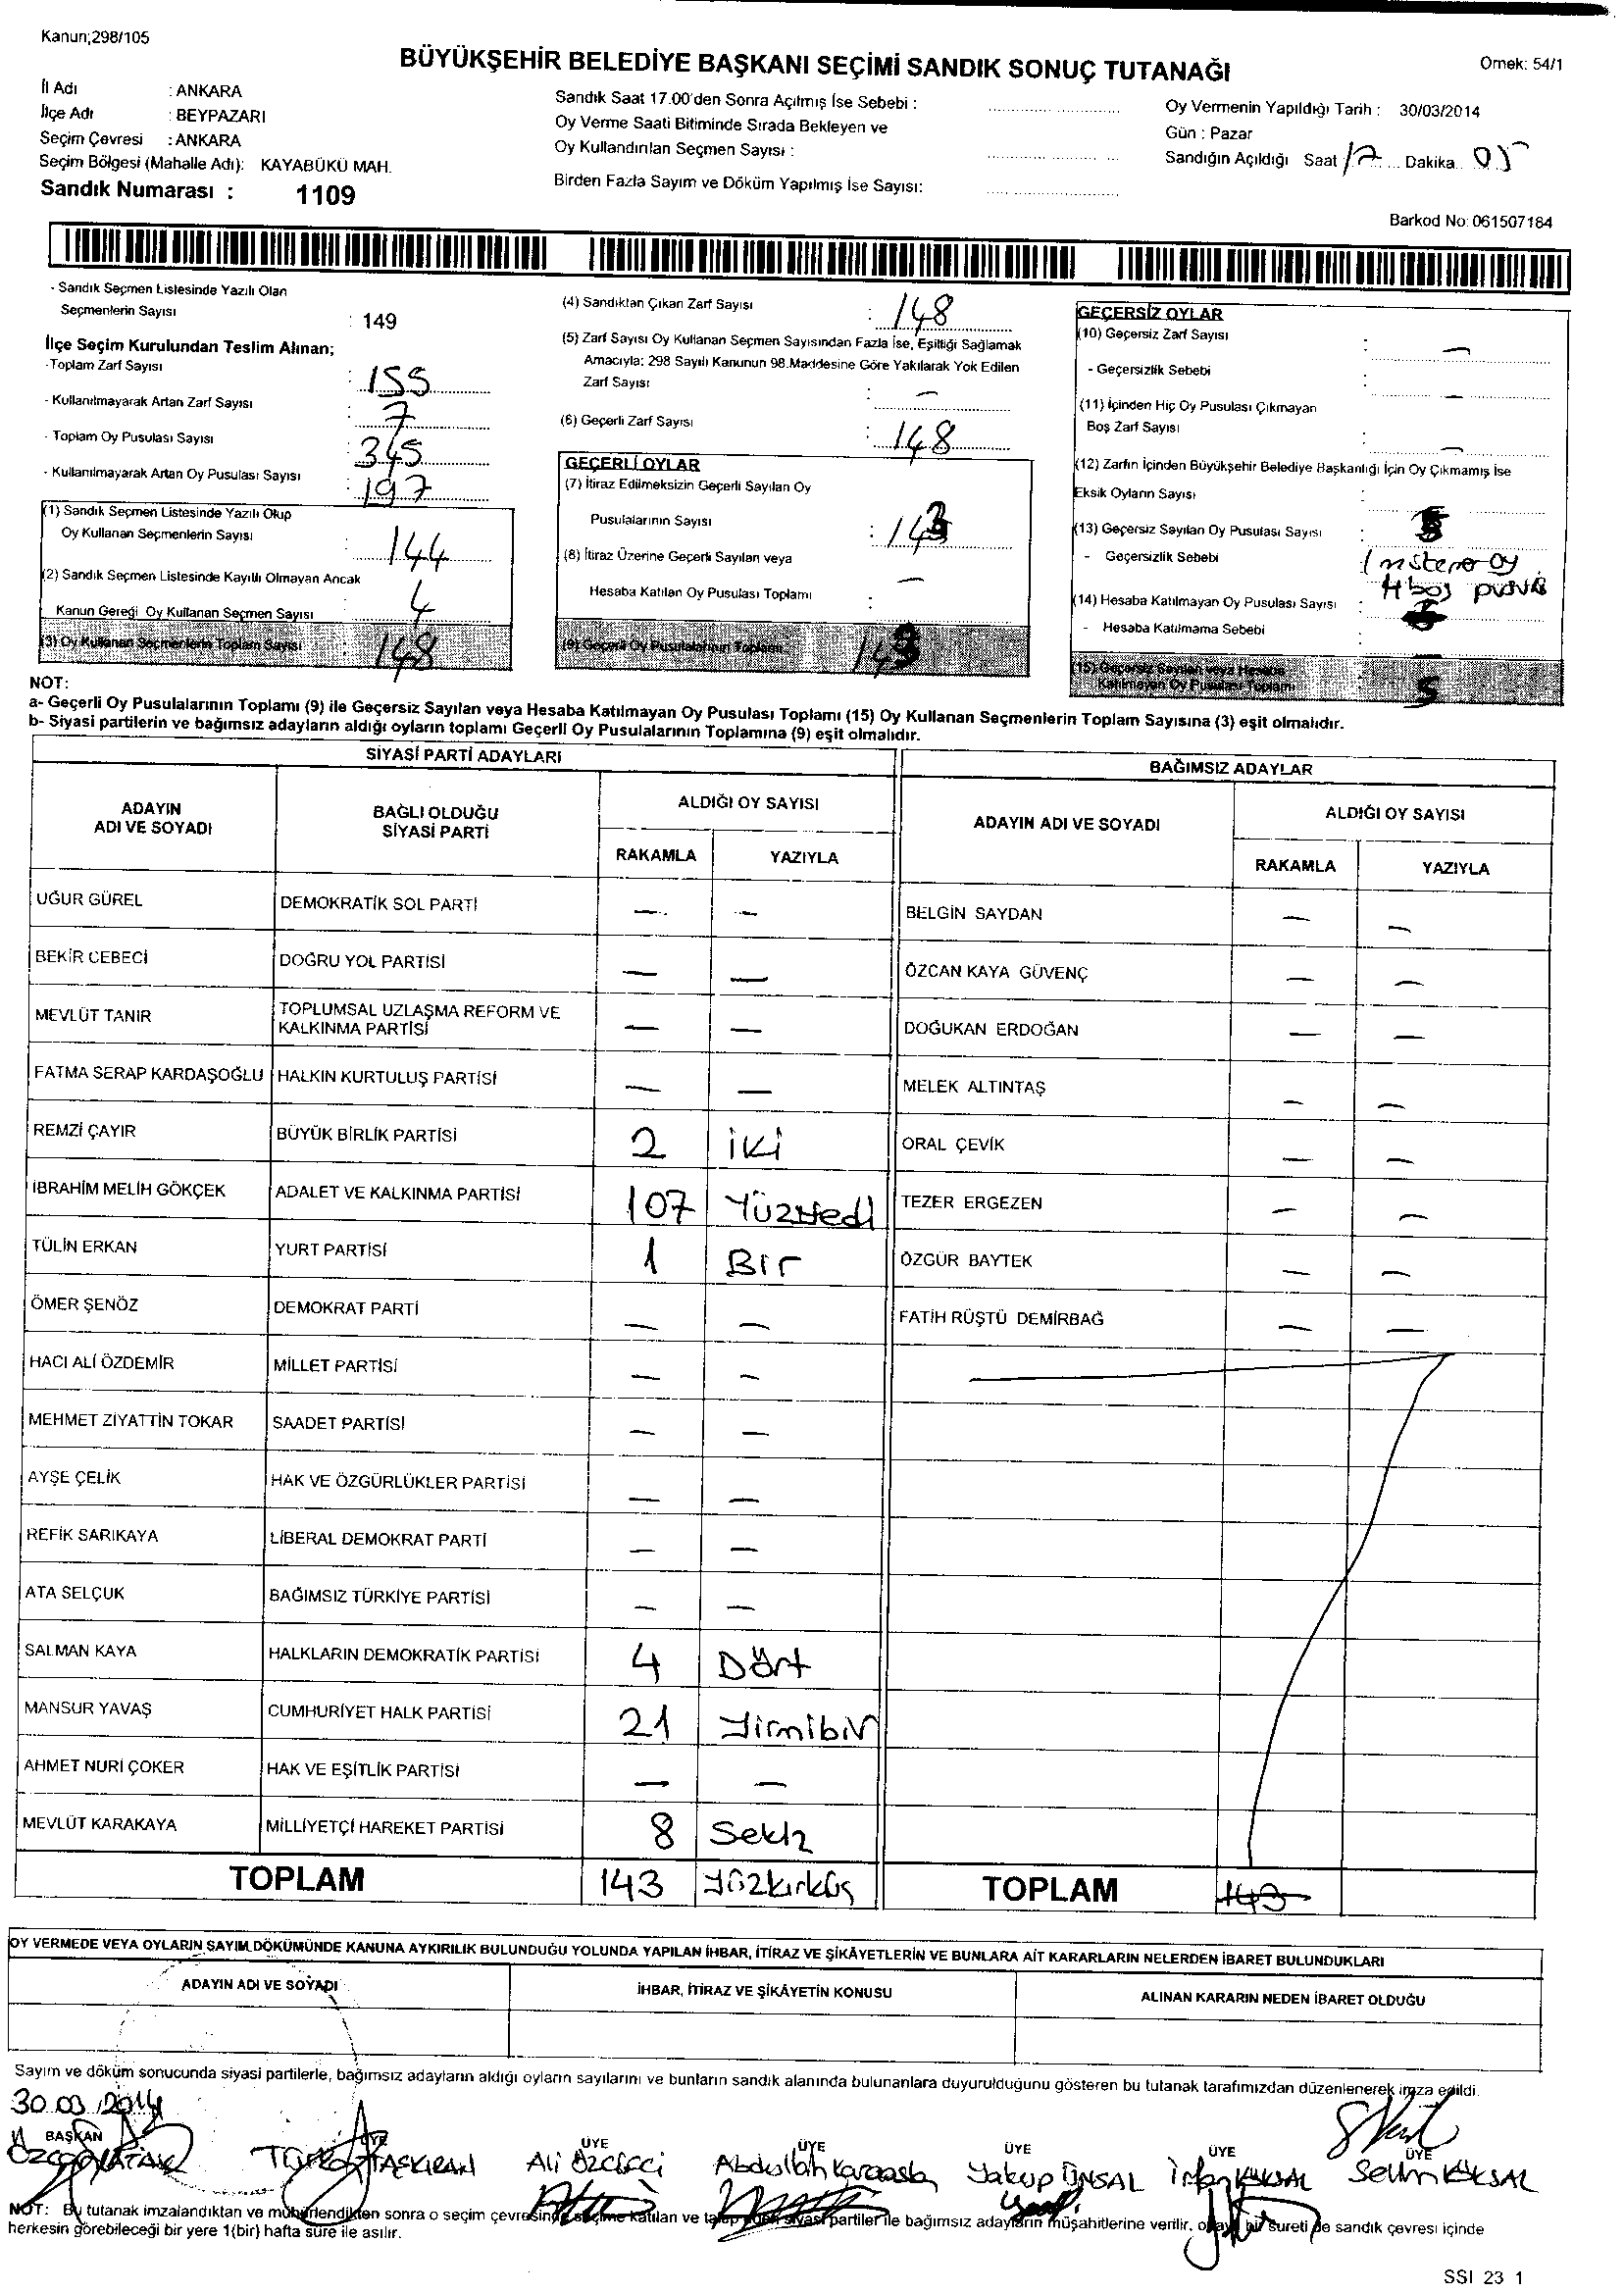 Kanun;298/105
BÜYÜKŞEHİR BELEDİYE BAŞKANI SEÇİMİ SANDIK SONUÇ TUTANAĞI
Örnek: 54/1
İl Adı : ANKARA
İlçe Adı : BEYPAZARI
Seçim Çevresi : ANKARA
Seçim Bölgesi (Mahalle Adı): KAYABÜKÜ MAH.
Sandık Numarası : 1109
Sandık Saat 17.00'den Sonra Açılmış İse Sebebi :
Oy Verme Saati Bitiminde Sırada Bekleyen ve
Oy Kullandırılan Seçmen Sayısı :
Birden Fazla Sayım ve Döküm Yapılmış İse Sayısı:
Oy Vermenin Yapıldığı Tarih : 30/03/2014
Gün : Pazar
Sandığın Açıldığı Saat 17 Dakika 05
Barkod No: 061507184
- Sandık Seçmen Listesinde Yazılı Olan
Seçmenlerin Sayısı : 149
İlçe Seçim Kurulundan Teslim Alınan;
-Toplam Zarf Sayısı : 155
- Kullanılmayarak Artan Zarf Sayısı : 7
- Toplam Oy Pusulası Sayısı : 345
- Kullanılmayarak Artan Oy Pusulası Sayısı : 197
(1) Sandık Seçmen Listesinde Yazılı Olup
Oy Kullanan Seçmenlerin Sayısı : 144
(2) Sandık Seçmen Listesinde Kayıtlı Olmayan Ancak
Kanun Gereği Oy Kullanan Seçmen Sayısı : 4
(3) Oy Kullanan Seçmenlerin Toplam Sayısı 148
(4) Sandıktan Çıkan Zarf Sayısı : 148
(5) Zarf Sayısı Oy Kullanan Seçmen Sayısından Fazla İse, Eşitliği Sağlamak
Amacıyla; 298 Sayılı Kanunun 98.Maddesine Göre Yakılarak Yok Edilen
Zarf Sayısı : —
(6) Geçerli Zarf Sayısı : 148
GEÇERLİ OYLAR
(7) İtiraz Edilmeksizin Geçerli Sayılan Oy
Pusulalarının Sayısı : 143
(8) İtiraz Üzerine Geçerli Sayılan veya
Hesaba Katılan Oy Pusulası Toplamı : —
(9) Geçerli Oy Pusulalarının Toplamı 143
GEÇERSİZ OYLAR
(10) Geçersiz Zarf Sayısı : —
- Geçersizlik Sebebi : —
(11) İçinden Hiç Oy Pusulası Çıkmayan
Boş Zarf Sayısı : —
(12) Zarfın İçinden Büyükşehir Belediye Başkanlığı İçin Oy Çıkmamış İse
Eksik Oyların Sayısı :
(13) Geçersiz Sayılan Oy Pusulası Sayısı : 5
- Geçersizlik Sebebi
(14) Hesaba Katılmayan Oy Pusulası Sayısı :
- Hesaba Katılmama Sebebi :
(15) Geçersiz Sayılan veya Hesaba
Katılmayan Oy Pusulası Toplamı 5
NOT:
a- Geçerli Oy Pusulalarının Toplamı (9) ile Geçersiz Sayılan veya Hesaba Katılmayan Oy Pusulası Toplamı (15) Oy Kullanan Seçmenlerin Toplam Sayısına (3) eşit olmalıdır.
b- Siyasi partilerin ve bağımsız adayların aldığı oyların toplamı Geçerli Oy Pusulalarının Toplamına (9) eşit olmalıdır.
SİYASİ PARTİ ADAYLARI
ADAYIN ADI VE SOYADI
BAĞLI OLDUĞU SİYASİ PARTİ
ALDIĞI OY SAYISI
RAKAMLA YAZIYLA
UĞUR GÜREL DEMOKRATİK SOL PARTİ — —
BEKİR CEBECİ DOĞRU YOL PARTİSİ — —
MEVLÜT TANIR TOPLUMSAL UZLAŞMA REFORM VE KALKINMA PARTİSİ — —
FATMA SERAP KARDAŞOĞLU HALKIN KURTULUŞ PARTİSİ — —
REMZİ ÇAYIR BÜYÜK BİRLİK PARTİSİ 2 iki
İBRAHİM MELİH GÖKÇEK ADALET VE KALKINMA PARTİSİ 107 Yüzyedi
TÜLİN ERKAN YURT PARTİSİ 1 Bir
ÖMER ŞENÖZ DEMOKRAT PARTİ — —
HACI ALİ ÖZDEMİR MİLLET PARTİSİ — —
MEHMET ZİYATTİN TOKAR SAADET PARTİSİ — —
AYŞE ÇELİK HAK VE ÖZGÜRLÜKLER PARTİSİ — —
REFİK SARIKAYA LİBERAL DEMOKRAT PARTİ — —
ATA SELÇUK BAĞIMSIZ TÜRKİYE PARTİSİ — —
SALMAN KAYA HALKLARIN DEMOKRATİK PARTİSİ 4 Dört
MANSUR YAVAŞ CUMHURİYET HALK PARTİSİ 21 Yirmibir
AHMET NURİ ÇOKER HAK VE EŞİTLİK PARTİSİ — —
MEVLÜT KARAKAYA MİLLİYETÇİ HAREKET PARTİSİ 8 Sekiz
TOPLAM 143 Yüzkırküç
BAĞIMSIZ ADAYLAR
ADAYIN ADI VE SOYADI
ALDIĞI OY SAYISI
RAKAMLA YAZIYLA
BELGİN SAYDAN — —
ÖZCAN KAYA GÜVENÇ — —
DOĞUKAN ERDOĞAN — —
MELEK ALTINTAŞ — —
ORAL ÇEVİK — —
TEZER ERGEZEN — —
ÖZGÜR BAYTEK — —
FATİH RÜŞTÜ DEMİRBAĞ — —
TOPLAM 143
OY VERMEDE VEYA OYLARIN SAYIM DÖKÜMÜNDE KANUNA AYKIRILIK BULUNDUĞU YOLUNDA YAPILAN İHBAR, İTİRAZ VE ŞİKÂYETLERİN VE BUNLARA AİT KARARLARIN NELERDEN İBARET BULUNDUKLARI
ADAYIN ADI VE SOYADI
İHBAR, İTİRAZ VE ŞİKÂYETİN KONUSU
ALINAN KARARIN NEDEN İBARET OLDUĞU
Sayım ve döküm sonucunda siyasi partilerle, bağımsız adayların aldığı oyların sayılarını ve bunların sandık alanında bulunanlara duyurulduğunu gösteren bu tutanak tarafımızdan düzenlenerek imza edildi.
30.03.2014
BAŞKAN ÜYE ÜYE ÜYE ÜYE ÜYE ÜYE
Ali Özçifçi Yakup ÜNSAL İrfan KÖKSAL Selim KÖKSAL
NOT: Bu tutanak imzalandıktan ve mühürlendikten sonra o seçim çevresinde seçime katılan ve talep eden siyasi partiler ile bağımsız adayların müşahitlerine verilir, onaylı bir sureti de sandık çevresi içinde
herkesin görebileceği bir yere 1(bir) hafta süre ile asılır.
SSI 23 1